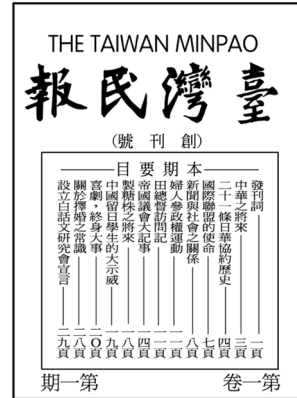 THE TAIWAN MINPAO
臺灣民報
(創刊號)
本期要目
發刊詞 一頁
中華之將來 三頁
二十一條日華協約歷史 四頁
國際聯盟的使命 七頁
新聞與社會之關係 八頁
婦人參政權運動 一一頁
田總督訪問記 一一頁
帝國議會大記事 一四頁
製糖株之將來 一八頁
中國留日學生的大示威 一九頁
喜劇，終身大事 二〇頁
關於擇婚之常識 二八頁
設立白話文研究會宣言 二九頁
第一卷
第一期